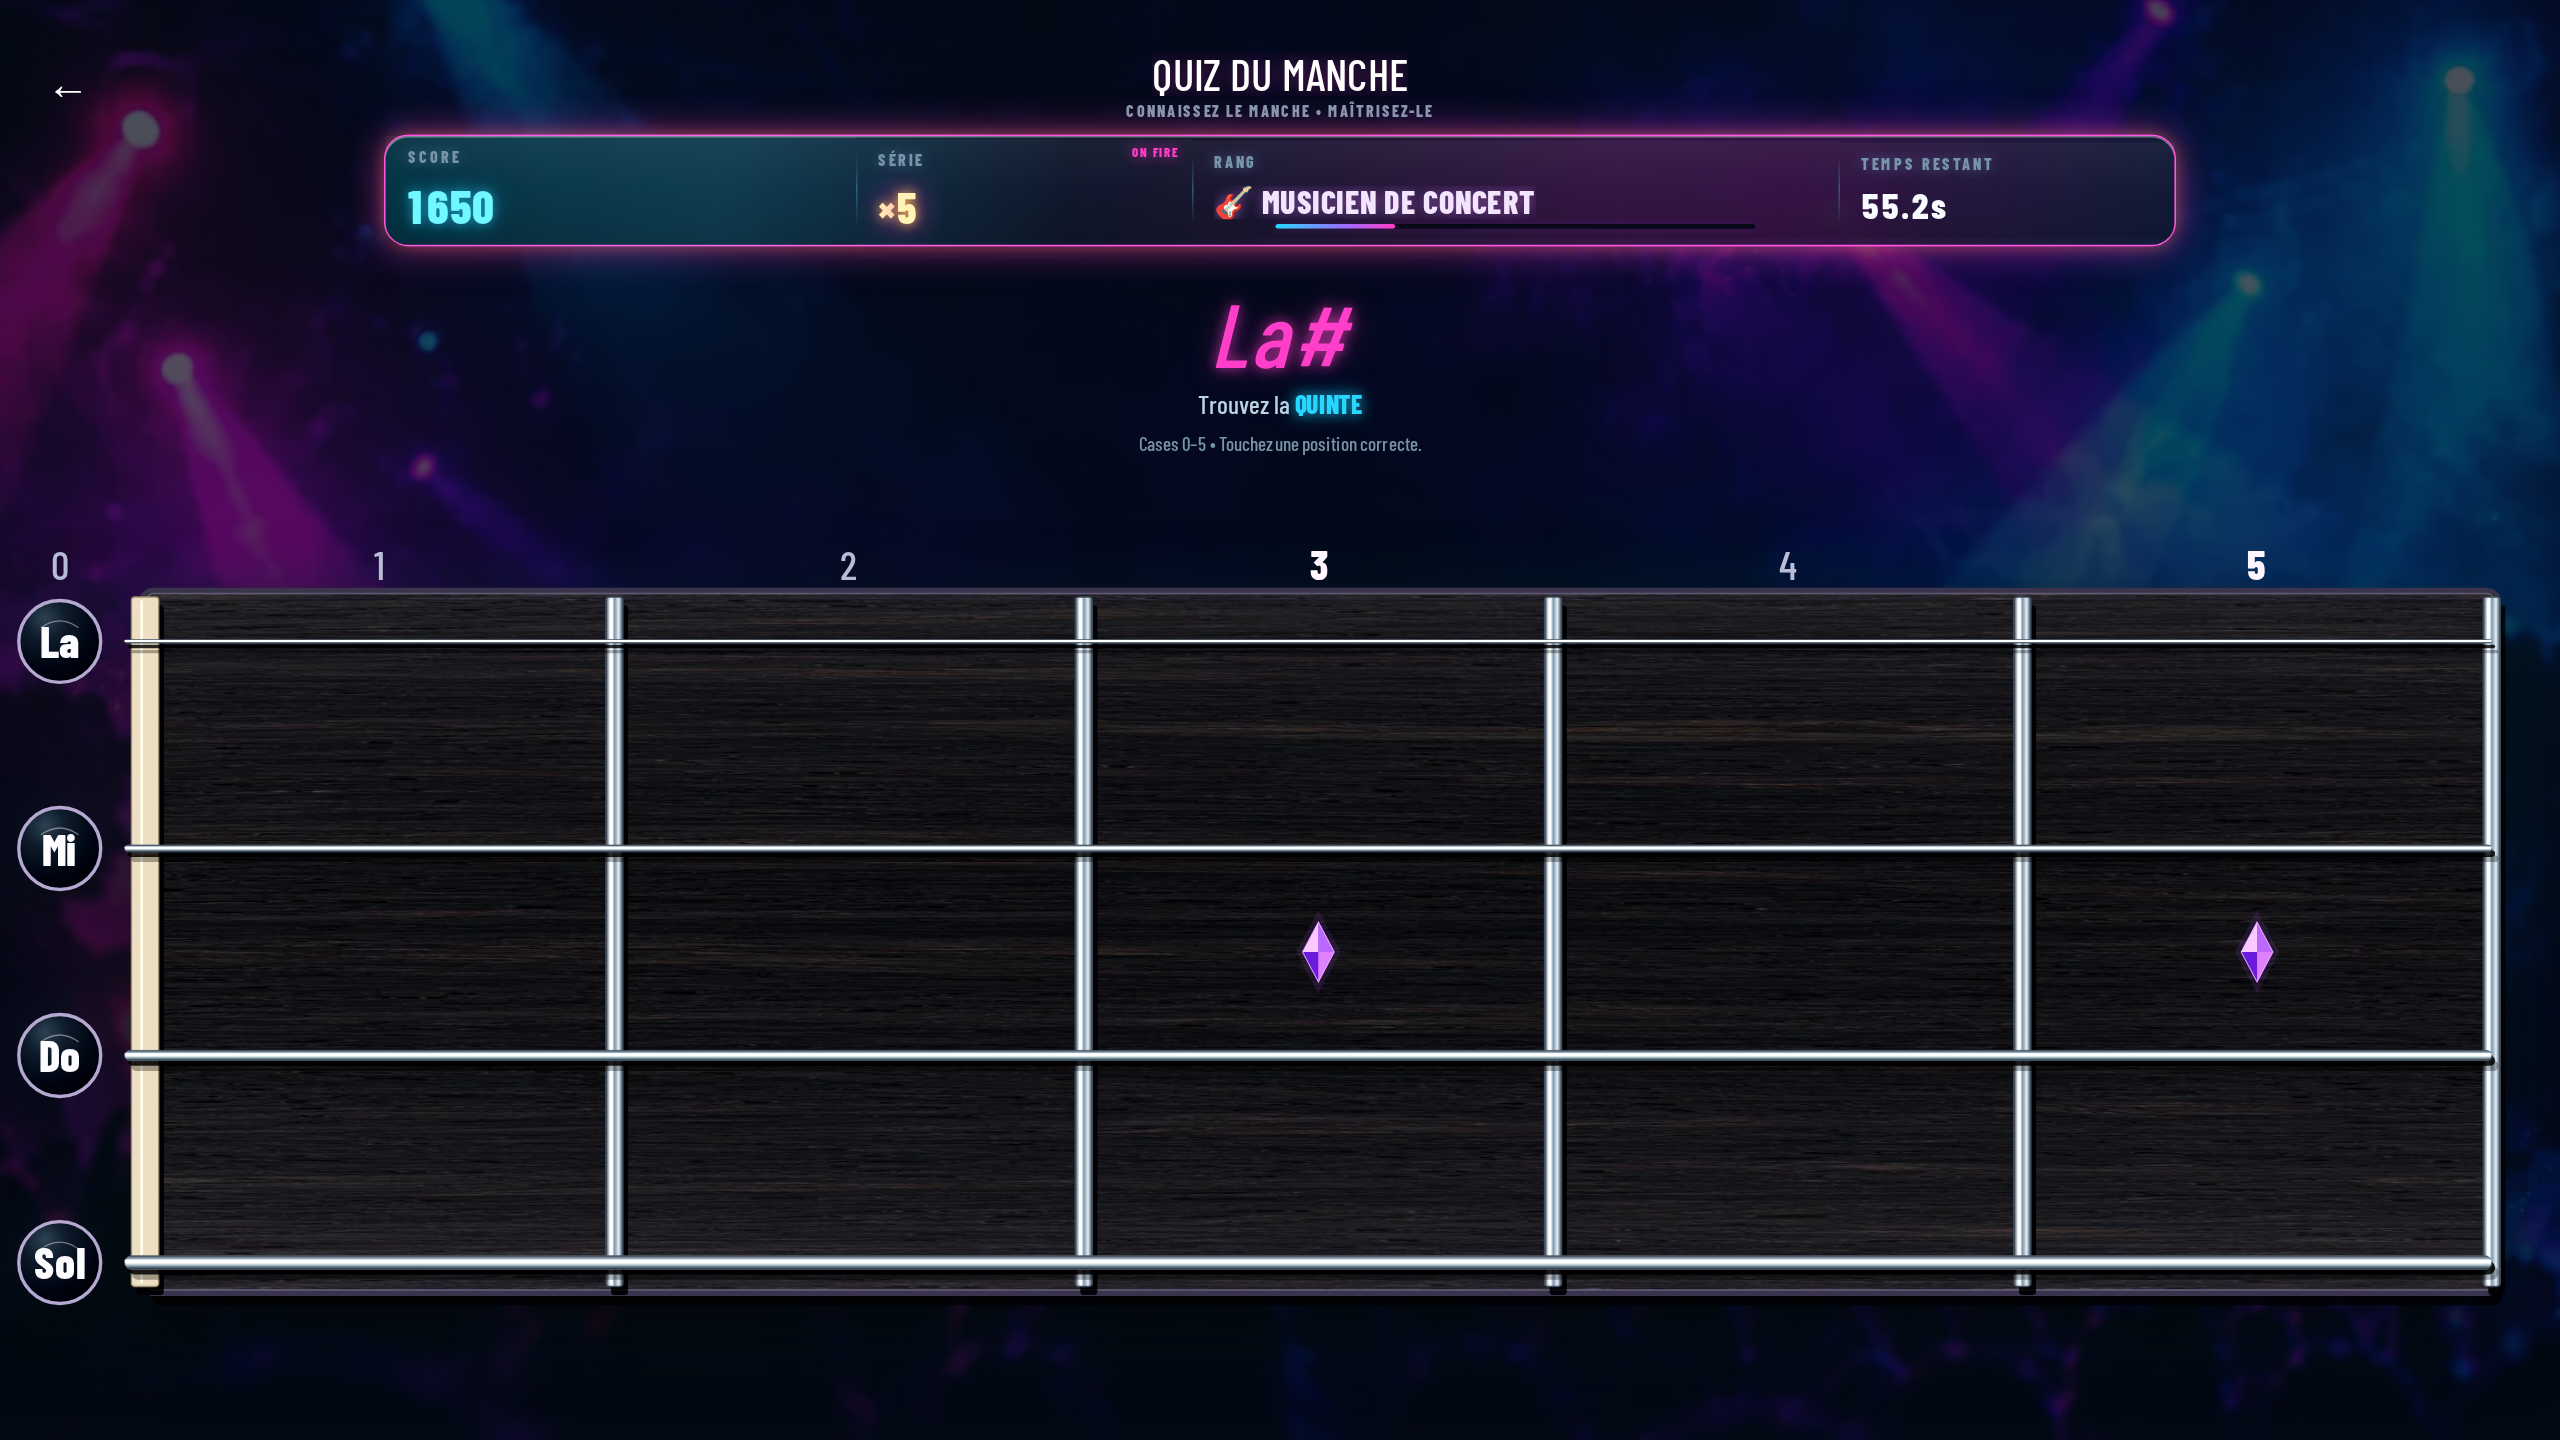 ←
QUIZ DU MANCHE
CONNAISSEZ LE MANCHE • MAÎTRISEZ-LE
SCORE
1650
SÉRIE
×5
ON FIRE
RANG
🎸 MUSICIEN DE CONCERT
TEMPS RESTANT
55.2s
La#
Trouvez la QUINTE
Cases 0–5 • Touchez une position correcte.
0 1 2 3 4 5
La
Mi
Do
Sol